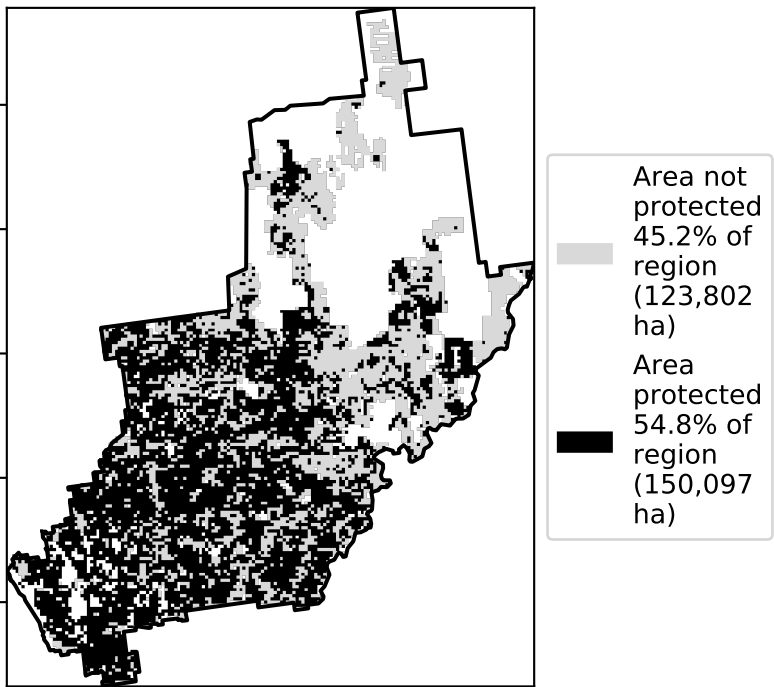 Area not
protected
45.2% of
region
(123,802
ha)
Area
protected
54.8% of
region
(150,097
ha)